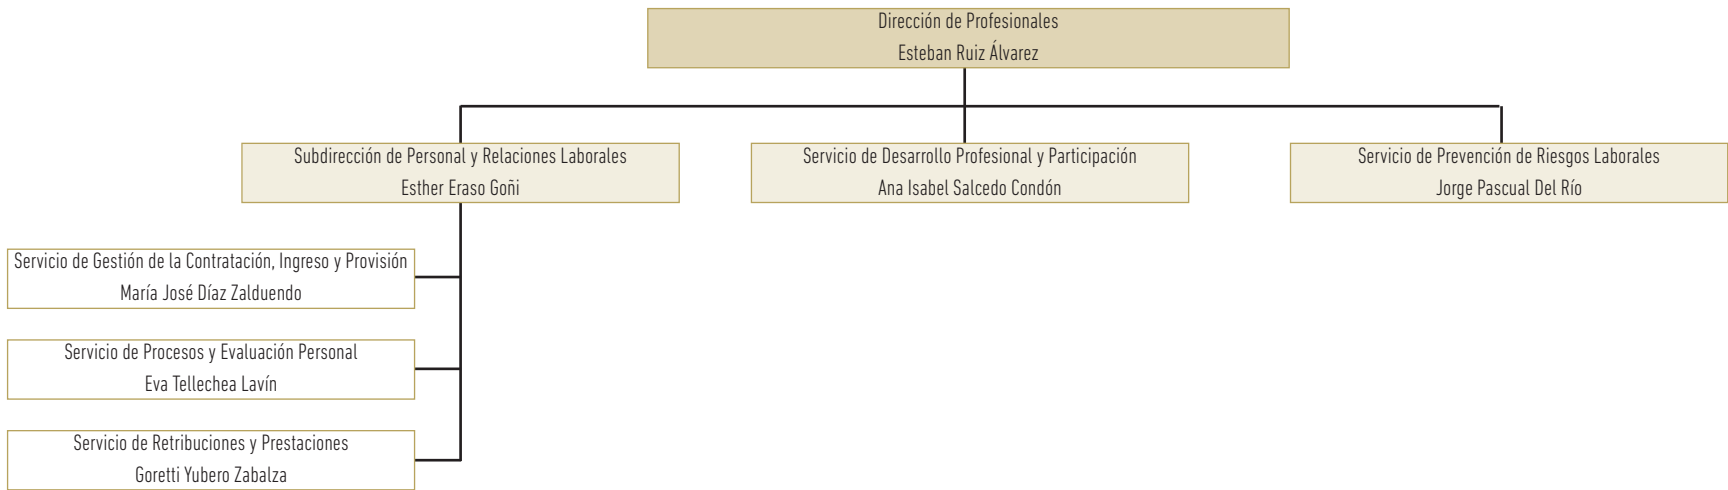 Dirección de Profesionales
Esteban Ruiz Álvarez
Subdirección de Personal y Relaciones Laborales
Esther Eraso Goñi
Servicio de Desarrollo Profesional y Participación
Ana Isabel Salcedo Condón
Servicio de Prevención de Riesgos Laborales
Jorge Pascual Del Río
Servicio de Gestión de la Contratación, Ingreso y Provisión
María José Díaz Zalduendo
Servicio de Procesos y Evaluación Personal
Eva Tellechea Lavín
Servicio de Retribuciones y Prestaciones
Goretti Yubero Zabalza